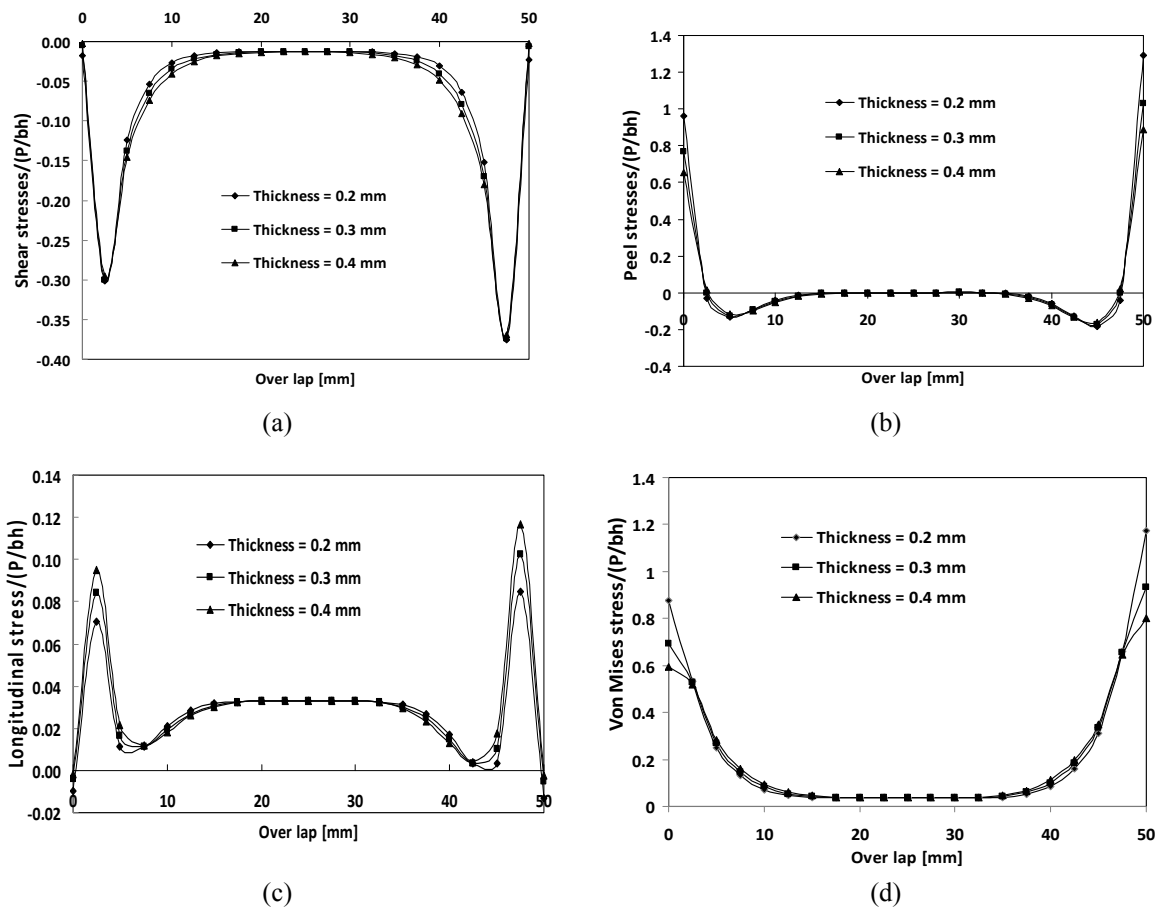 0 10 20 30 40 50
0.00
-0.05
-0.10
-0.15
-0.20
-0.25
-0.30
-0.35
-0.40
Shear stresses/(P/bh)
Thickness = 0.2 mm
Thickness = 0.3 mm
Thickness = 0.4 mm
Over lap [mm]
(a)
1.4
1.2
1
0.8
0.6
0.4
0.2
0
-0.2
-0.4
Peel stresses/(P/bh)
Thickness = 0.2 mm
Thickness = 0.3 mm
Thickness = 0.4 mm
0 10 20 30 40 50
Over lap [mm]
(b)
0.14
0.12
0.10
0.08
0.06
0.04
0.02
0.00
-0.02
Longitudinal stress/(P/bh)
Thickness = 0.2 mm
Thickness = 0.3 mm
Thickness = 0.4 mm
0 10 20 30 40 50
Over lap [mm]
(c)
1.4
1.2
1
0.8
0.6
0.4
0.2
0
Von Mises stress/(P/bh)
Thickness = 0.2 mm
Thickness = 0.3 mm
Thickness = 0.4 mm
0 10 20 30 40 50
Over lap [mm]
(d)